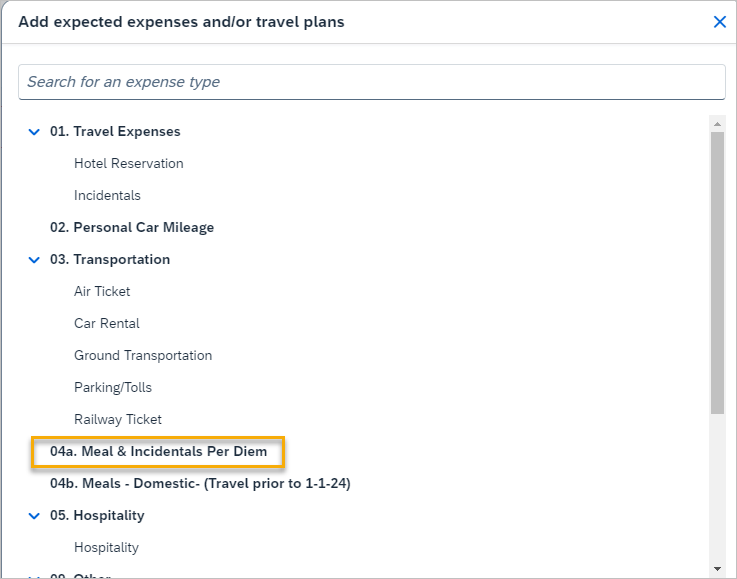 Add expected expenses and/or travel plans
Search for an expense type
01. Travel Expenses
Hotel Reservation
Incidentals
02. Personal Car Mileage
03. Transportation
Air Ticket
Car Rental
Ground Transportation
Parking/Tolls
Railway Ticket
04a. Meal & Incidentals Per Diem
04b. Meals - Domestic- (Travel prior to 1-1-24)
05. Hospitality
Hospitality